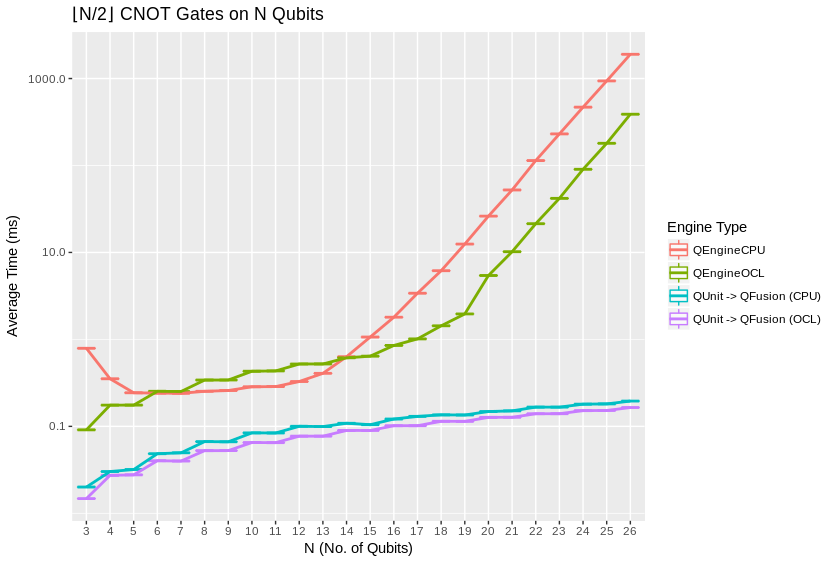 ⌊N/2⌋ CNOT Gates on N Qubits
1000.0
10.0
0.1
Average Time (ms)
3 4 5 6 7 8 9 10 11 12 13 14 15 16 17 18 19 20 21 22 23 24 25 26
N (No. of Qubits)
Engine Type
QEngineCPU
QEngineOCL
QUnit -> QFusion (CPU)
QUnit -> QFusion (OCL)